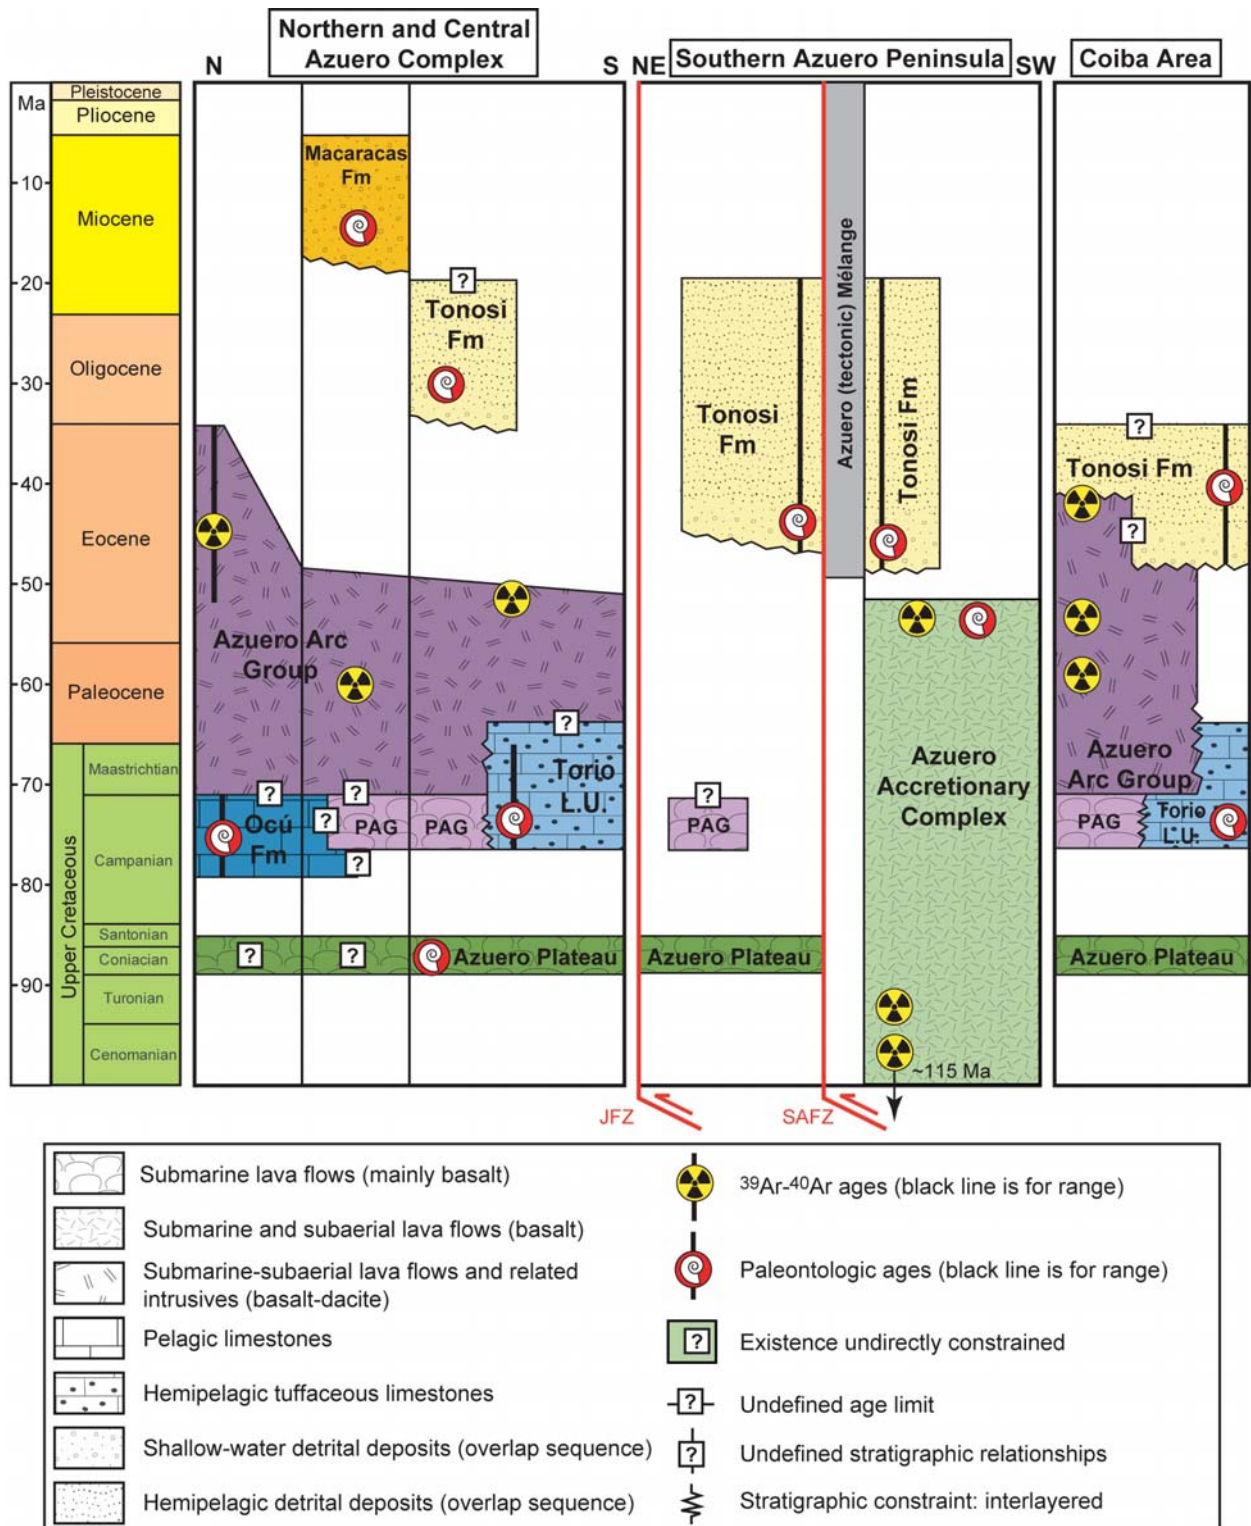 Northern and Central
Azuero Complex
N
S
NE
Southern Azuero Peninsula
SW
Coiba Area
Ma
10
20
30
40
50
60
70
80
90
Pleistocene
Pliocene
Miocene
Oligocene
Eocene
Paleocene
Upper Cretaceous
Maastrichtian
Campanian
Santonian
Coniacian
Turonian
Cenomanian
Macaracas
Fm
?
Tonosi
Fm
Azuero Arc
Group
?
Torio
L.U.
?
?
?
Ocú
Fm
PAG
PAG
?
?
?
Azuero Plateau
Tonosi
Fm
Azuero (tectonic) Mélange
Tonosi Fm
?
PAG
Azuero Plateau
Azuero
Accretionary
Complex
~115 Ma
JFZ
SAFZ
?
Tonosi Fm
?
Azuero
Arc Group
PAG
Torio
L.U.
Azuero Plateau
Submarine lava flows (mainly basalt)
Submarine and subaerial lava flows (basalt)
Submarine-subaerial lava flows and related
intrusives (basalt-dacite)
Pelagic limestones
Hemipelagic tuffaceous limestones
Shallow-water detrital deposits (overlap sequence)
Hemipelagic detrital deposits (overlap sequence)
39Ar-40Ar ages (black line is for range)
Paleontologic ages (black line is for range)
? Existence undirectly constrained
? Undefined age limit
? Undefined stratigraphic relationships
Stratigraphic constraint: interlayered